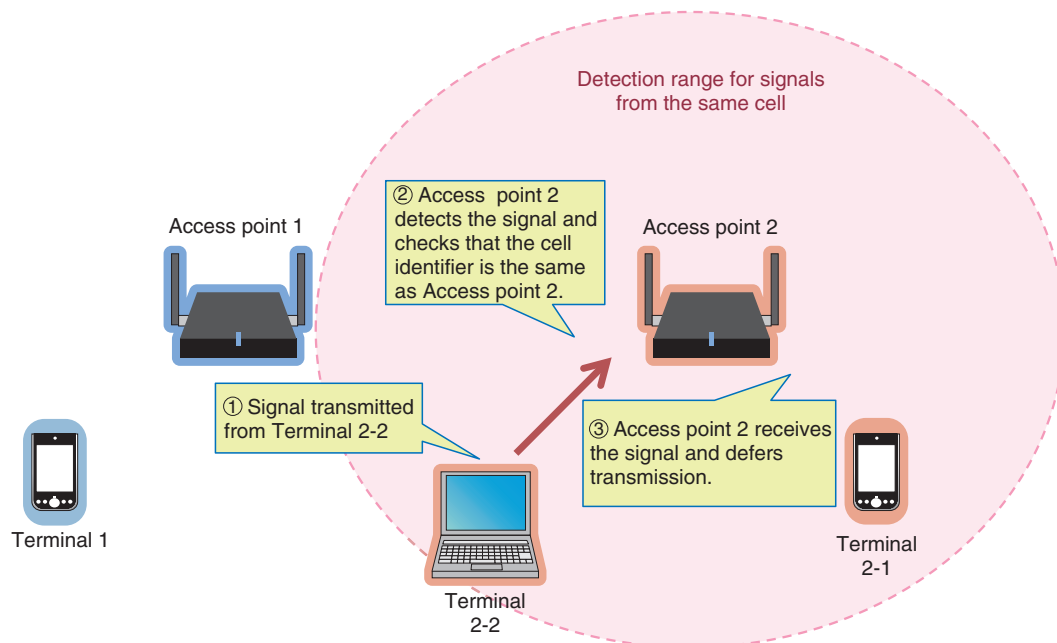 Detection range for signals
from the same cell
② Access point 2
detects the signal and
checks that the cell
identifier is the same
as Access point 2.
Access point 1
Access point 2
① Signal transmitted
from Terminal 2-2
③ Access point 2 receives
the signal and defers
transmission.
Terminal 1
Terminal
2-2
Terminal
2-1